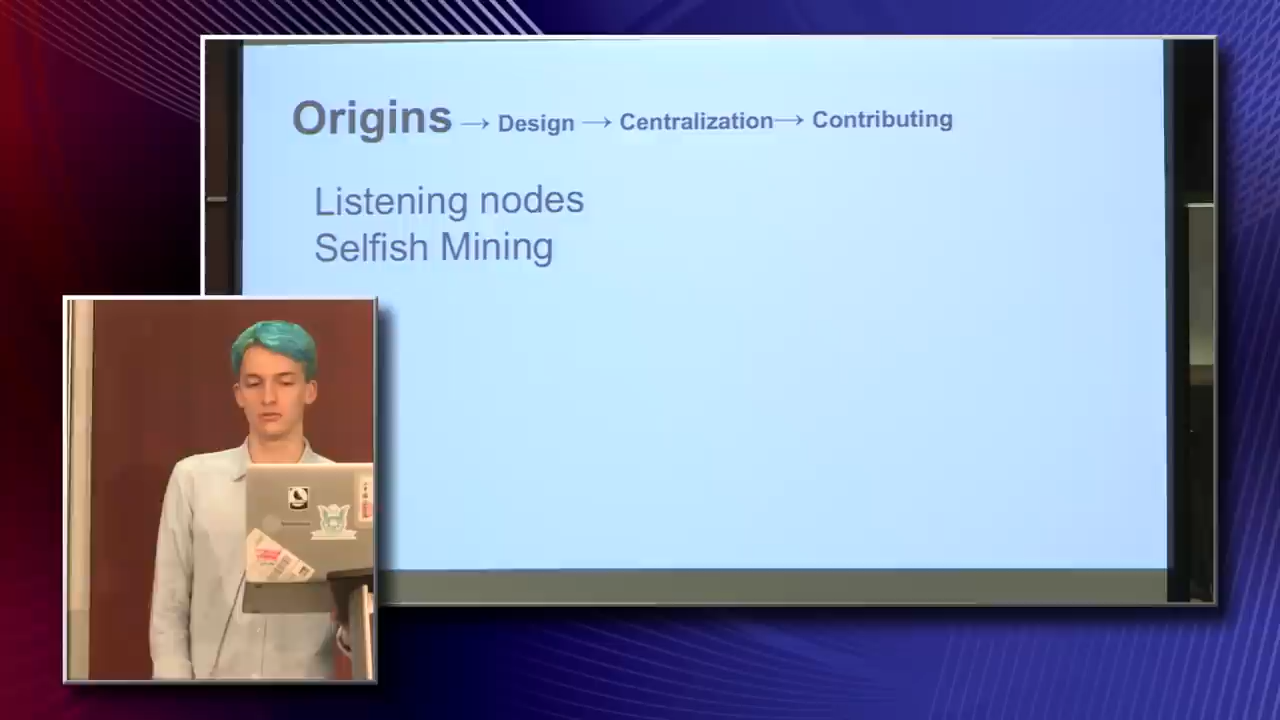 Origins → Design → Centralization→ Contributing
Listening nodes
Selfish Mining